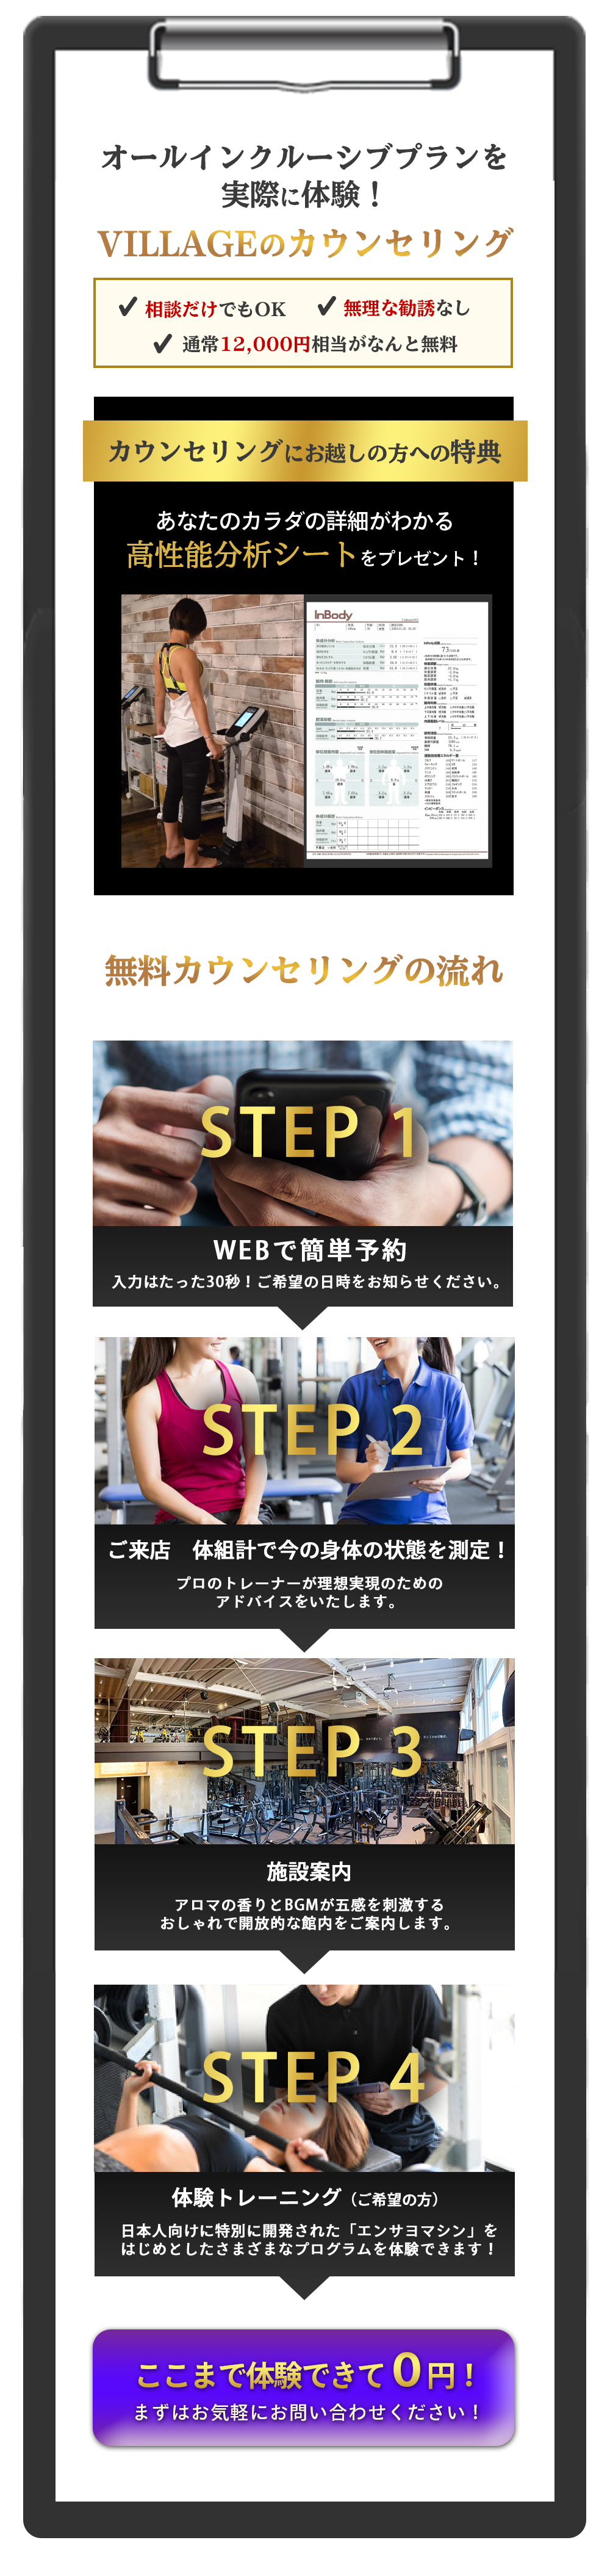 オールインクルーシブプランを
実際に体験！
VILLAGEのカウンセリング
相談だけでもOK
無理な勧誘なし
通常12,000円相当がなんと無料
カウンセリングにお越しの方への特典
あなたのカラダの詳細がわかる
高性能分析シートをプレゼント！
InBody
無料カウンセリングの流れ
STEP 1
WEBで簡単予約
入力はたった30秒！ご希望の日時をお知らせください。
STEP 2
ご来店　体組計で今の身体の状態を測定！
プロのトレーナーが理想実現のための
アドバイスをいたします。
STEP 3
施設案内
アロマの香りとBGMが五感を刺激する
おしゃれで開放的な館内をご案内します。
STEP 4
体験トレーニング（ご希望の方）
日本人向けに特別に開発された「エンサヨマシン」を
はじめとしたさまざまなプログラムを体験できます！
ここまで体験できて0円！
まずはお気軽にお問い合わせください！